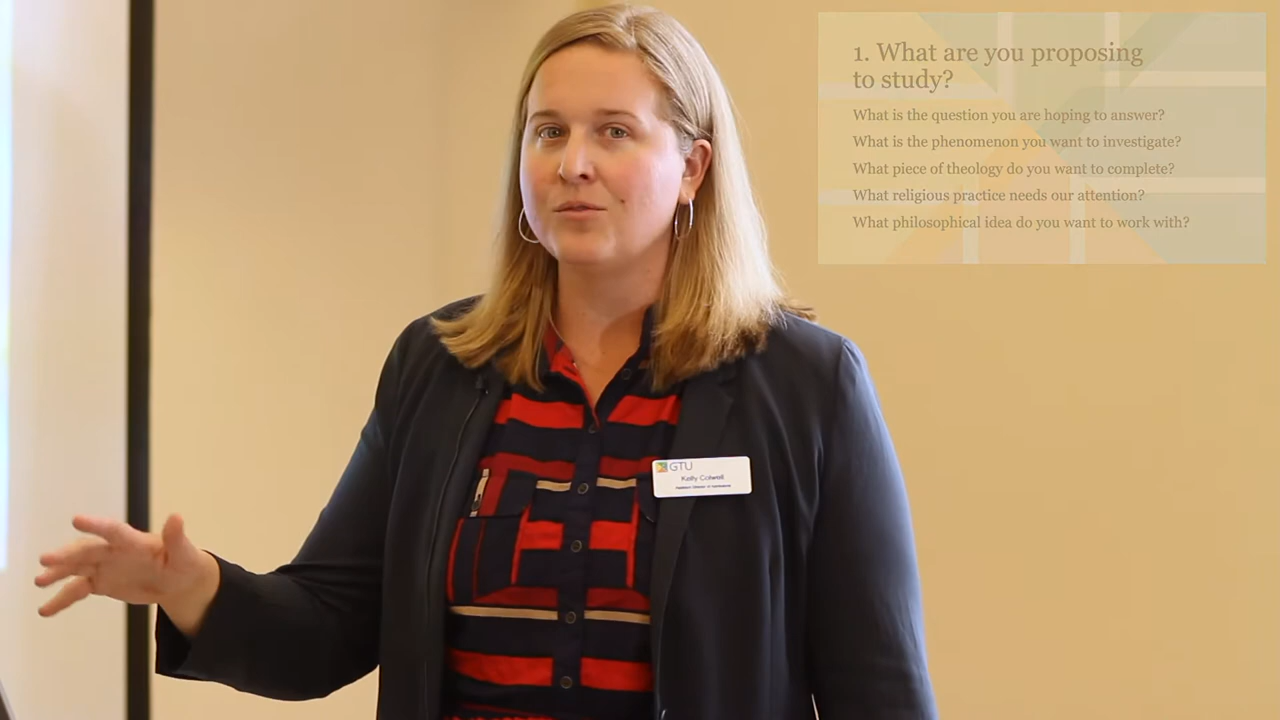 1. What are you proposing
to study?
What is the question you are hoping to answer?
What is the phenomenon you want to investigate?
What piece of theology do you want to complete?
What religious practice needs our attention?
What philosophical idea do you want to work with?
GTU
Kelly Colwell